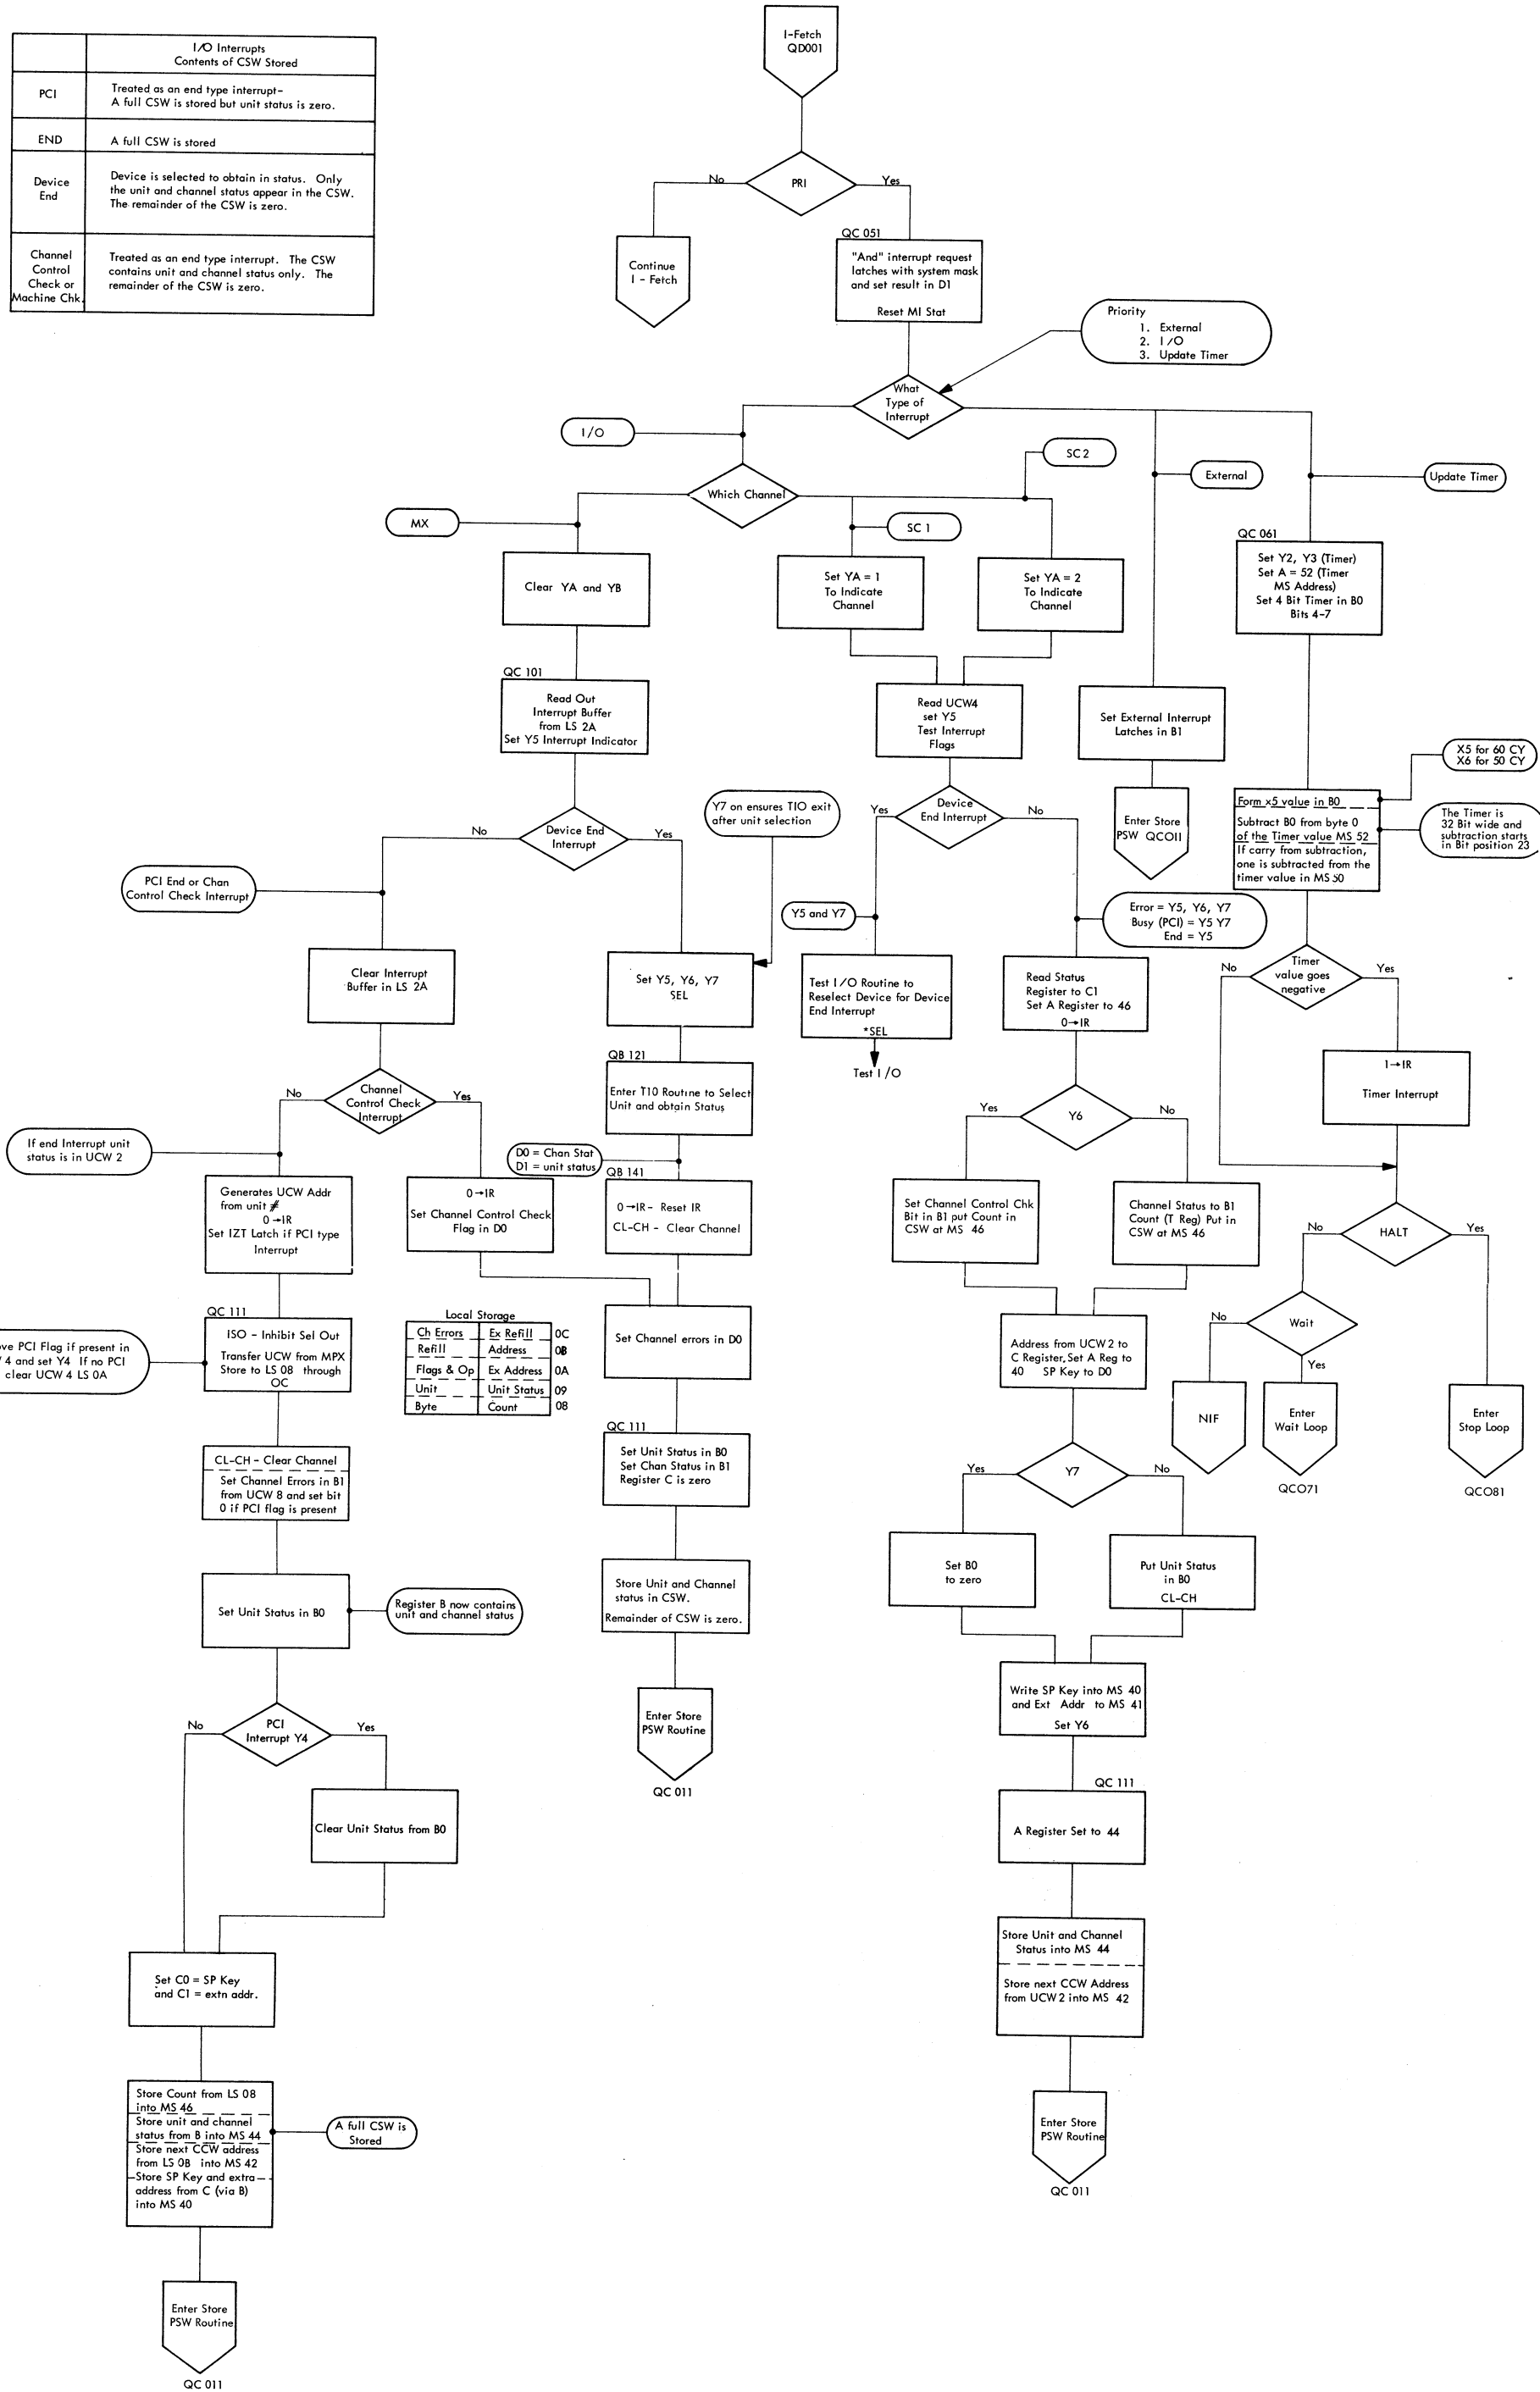 I/O Interrupts
Contents of CSW Stored
PCI
Treated as an end type interrupt-
A full CSW is stored but unit status is zero.
END
A full CSW is stored
Device
End
Device is selected to obtain in status. Only
the unit and channel status appear in the CSW.
The remainder of the CSW is zero.
Channel
Control
Check or
Machine Chk.
Treated as an end type interrupt. The CSW
contains unit and channel status only. The
remainder of the CSW is zero.
I-Fetch
QD001
PRI
No
Yes
Continue
I - Fetch
QC 051
"And" interrupt request
latches with system mask
and set result in D1
Reset MI Stat
Priority
1. External
2. I/O
3. Update Timer
What
Type of
Interrupt
I/O
SC 2
External
Update Timer
Which Channel
MX
SC 1
Clear YA and YB
Set YA = 1
To Indicate
Channel
Set YA = 2
To Indicate
Channel
QC 061
Set Y2, Y3 (Timer)
Set A = 52 (Timer
MS Address)
Set 4 Bit Timer in B0
Bits 4-7
QC 101
Read Out
Interrupt Buffer
from LS 2A
Set Y5 Interrupt Indicator
Read UCW4
set Y5
Test Interrupt
Flags
Set External Interrupt
Latches in B1
Enter Store
PSW QCO11
X5 for 60 CY
X6 for 50 CY
Form x5 value in B0
Subtract B0 from byte 0
of the Timer value MS 52
If carry from subtraction,
one is subtracted from the
timer value in MS 50
The Timer is
32 Bit wide and
subtraction starts
in Bit position 23
Device End
Interrupt
No
Yes
Y7 on ensures TIO exit
after unit selection
Device
End Interrupt
Yes
No
PCI End or Chan
Control Check Interrupt
Y5 and Y7
Error = Y5, Y6, Y7
Busy (PCI) = Y5 Y7
End = Y5
Clear Interrupt
Buffer in LS 2A
Set Y5, Y6, Y7
SEL
Test I/O Routine to
Reselect Device for Device
End Interrupt
*SEL
Test I/O
Read Status
Register to C1
Set A Register to 46
0→IR
Timer
value goes
negative
No
Yes
1→IR
Timer Interrupt
Channel
Control Check
Interrupt
No
Yes
QB 121
Enter T10 Routine to Select
Unit and obtain Status
Y6
Yes
No
If end Interrupt unit
status is in UCW 2
D0 = Chan Stat
D1 = unit status
Generates UCW Addr
from unit #
0→IR
Set IZT Latch if PCI type
Interrupt
0→IR
Set Channel Control Check
Flag in D0
QB 141
0→IR- Reset IR
CL-CH - Clear Channel
Set Channel Control Chk
Bit in B1 put Count in
CSW at MS 46
Channel Status to B1
Count (T Reg) Put in
CSW at MS 46
HALT
No
Yes
QC 111
ISO - Inhibit Sel Out
Transfer UCW from MPX
Store to LS 08 through
OC
ve PCI Flag if present in
4 and set Y4 If no PCI
clear UCW 4 LS 0A
Local Storage
Ch Errors Ex Refill 0C
Refill Address 0B
Flags & Op Ex Address 0A
Unit Unit Status 09
Byte Count 08
Set Channel errors in D0
Address from UCW 2 to
C Register, Set A Reg to
40 SP Key to D0
Wait
No
Yes
NIF
Enter
Wait Loop
QCO71
Enter
Stop Loop
QCO81
CL-CH - Clear Channel
Set Channel Errors in B1
from UCW 8 and set bit
0 if PCI flag is present
QC 111
Set Unit Status in B0
Set Chan Status in B1
Register C is zero
Y7
Yes
No
Set B0
to zero
Put Unit Status
in B0
CL-CH
Set Unit Status in B0
Register B now contains
unit and channel status
Store Unit and Channel
status in CSW.
Remainder of CSW is zero.
Write SP Key into MS 40
and Ext Addr to MS 41
Set Y6
PCI
Interrupt Y4
No
Yes
Enter Store
PSW Routine
QC 011
Clear Unit Status from B0
QC 111
A Register Set to 44
Set C0 = SP Key
and C1 = extn addr.
Store Unit and Channel
Status into MS 44
Store next CCW Address
from UCW 2 into MS 42
Store Count from LS 08
into MS 46
Store unit and channel
status from B into MS 44
Store next CCW address
from LS 0B into MS 42
Store SP Key and extra
address from C (via B)
into MS 40
A full CSW is
Stored
Enter Store
PSW Routine
QC 011
Enter Store
PSW Routine
QC 011